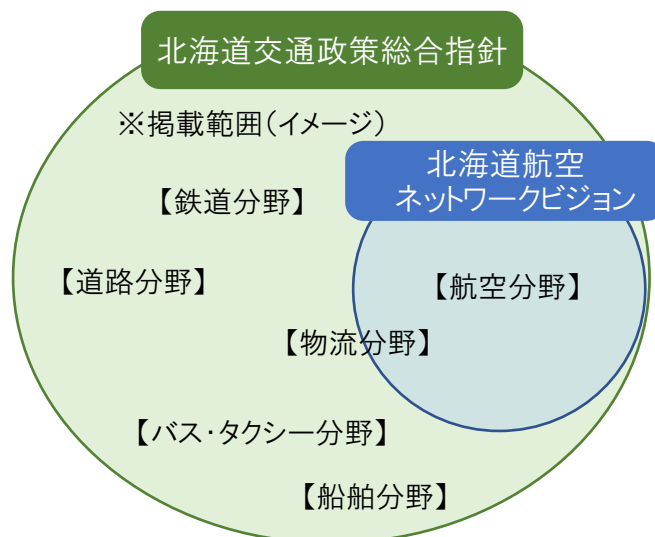 北海道交通政策総合指針
※掲載範囲(イメージ)
北海道航空
ネットワークビジョン
【鉄道分野】
【道路分野】
【航空分野】
【物流分野】
【バス・タクシー分野】
【船舶分野】